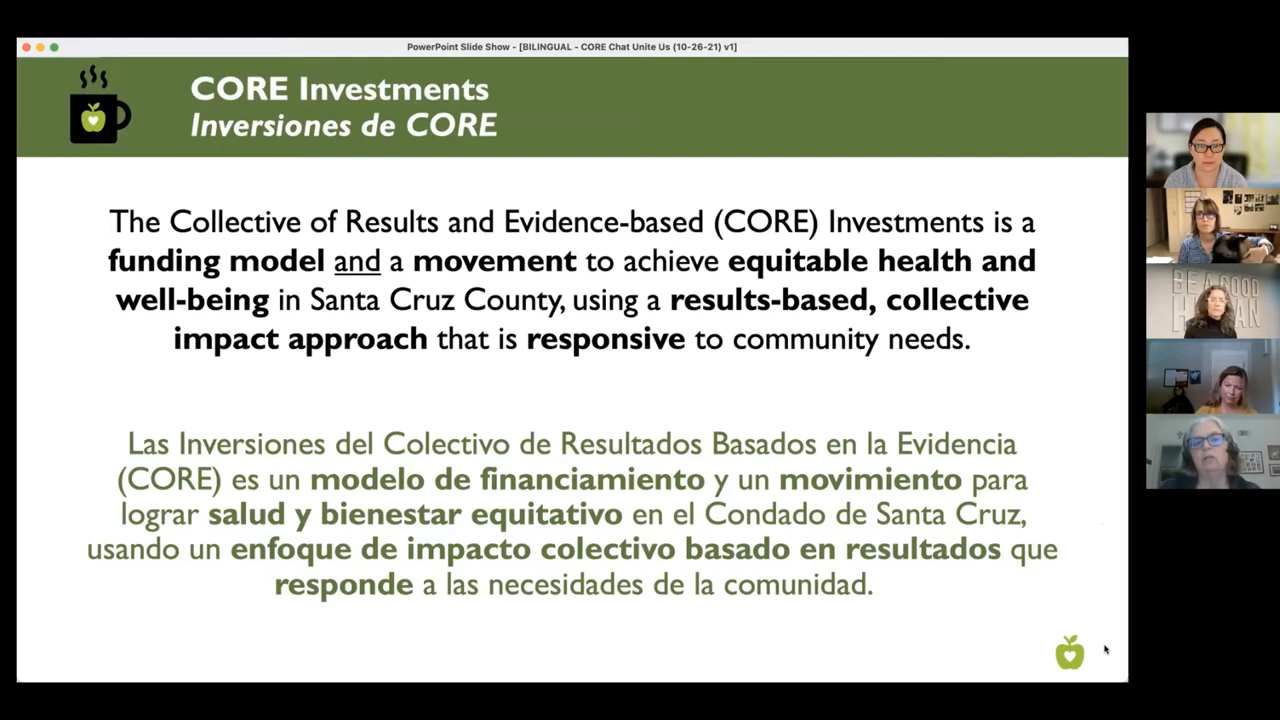 PowerPoint Slide Show - [BILINGUAL - CORE Chat Unite Us (10-26-21) v1]
CORE Investments
Inversiones de CORE
The Collective of Results and Evidence-based (CORE) Investments is a
funding model and a movement to achieve equitable health and
well-being in Santa Cruz County, using a results-based, collective
impact approach that is responsive to community needs.
Las Inversiones del Colectivo de Resultados Basados en la Evidencia
(CORE) es un modelo de financiamiento y un movimiento para
lograr salud y bienestar equitativo en el Condado de Santa Cruz,
usando un enfoque de impacto colectivo basado en resultados que
responde a las necesidades de la comunidad.
BE A GOOD